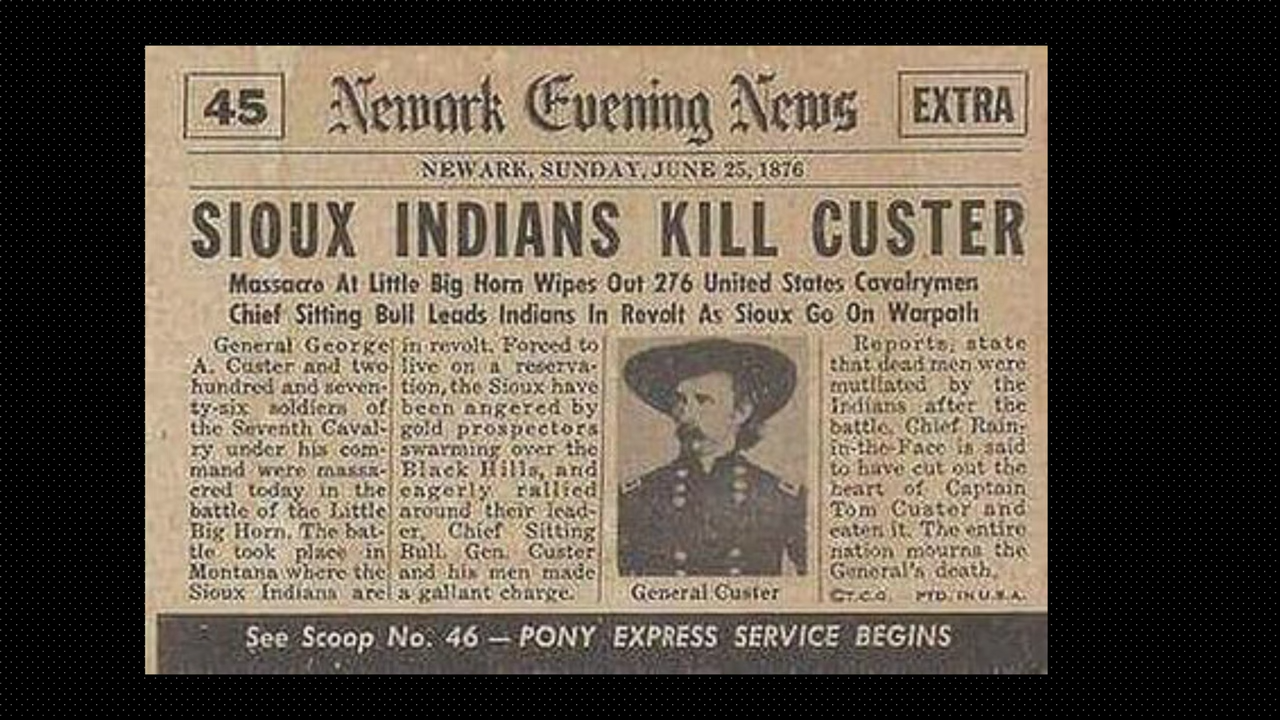 45
Newark Evening News
EXTRA
NEWARK, SUNDAY, JUNE 25, 1876
SIOUX INDIANS KILL CUSTER
Massacre At Little Big Horn Wipes Out 276 United States Cavalrymen
Chief Sitting Bull Leads Indians In Revolt As Sioux Go On Warpath
General George
A. Custer and two
hundred and seven-
ty-six soldiers of
the Seventh Caval-
ry under his com-
mand were massa-
cred today in the
battle of the Little
Big Horn. The bat-
tle took place in
Montana where the
Sioux Indians are
in revolt. Forced to
live on a reserva-
tion, the Sioux have
been angered by
gold prospectors
swarming over the
Black Hills, and
eagerly rallied
around their lead-
er, Chief Sitting
Bull. Gen. Custer
and his men made
a gallant charge.
General Custer
Reports, state
that dead men were
mutilated by the
Indians after the
battle. Chief Rain-
in-the-Face is said
to have cut out the
heart of Captain
Tom Custer and
eaten it. The entire
nation mourns the
General's death.
©T.C.G. PTD. IN U.S.A.
See Scoop No. 46 — PONY EXPRESS SERVICE BEGINS